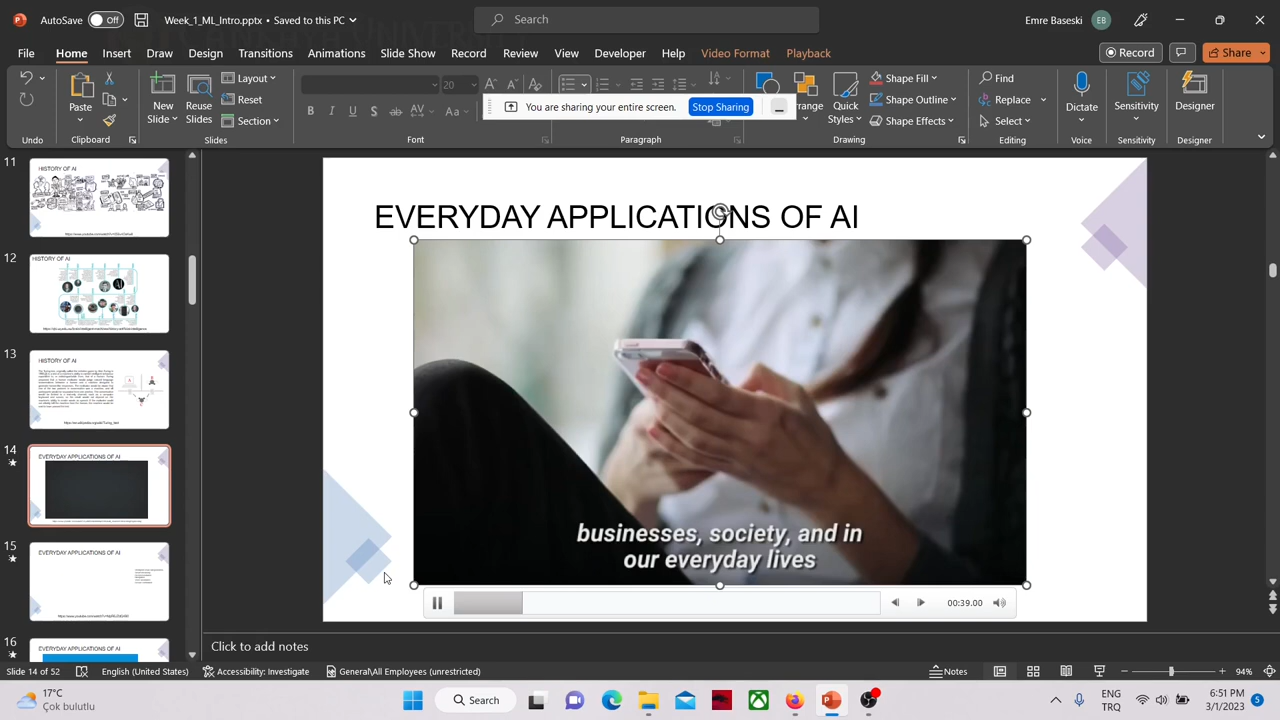 AutoSave Off
Week_1_ML_Intro.pptx • Saved to this PC
Search
Emre Baseski EB
File Home Insert Draw Design Transitions Animations Slide Show Record Review View Developer Help Video Format Playback
Record Share
Undo
Paste
Clipboard
New Slide
Reuse Slides
Layout
Reset
Section
Slides
20
Font
You are sharing your entire screen. Stop Sharing
Paragraph
Arrange
Quick Styles
Shape Fill
Shape Outline
Shape Effects
Drawing
Find
Replace
Select
Editing
Dictate
Voice
Sensitivity
Sensitivity
Designer
Designer
11
HISTORY OF AI
12
HISTORY OF AI
13
HISTORY OF AI
14
EVERYDAY APPLICATIONS OF AI
15
EVERYDAY APPLICATIONS OF AI
16
EVERYDAY APPLICATIONS OF AI
EVERYDAY APPLICATIONS OF AI
businesses, society, and in
our everyday lives
00:39.00
Click to add notes
Slide 14 of 52 English (United States) Accessibility: Investigate General\All Employees (unrestricted) Notes 94%
17°C
Çok bulutlu
Search
ENG
TRQ
6:51 PM
3/1/2023
5